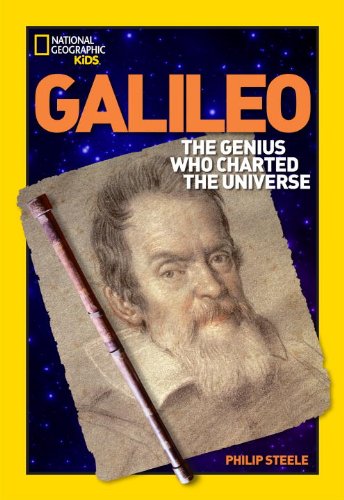 NATIONAL
GEOGRAPHIC
KiDS
GALILEO
THE GENIUS
WHO CHARTED
THE UNIVERSE
PHILIP STEELE